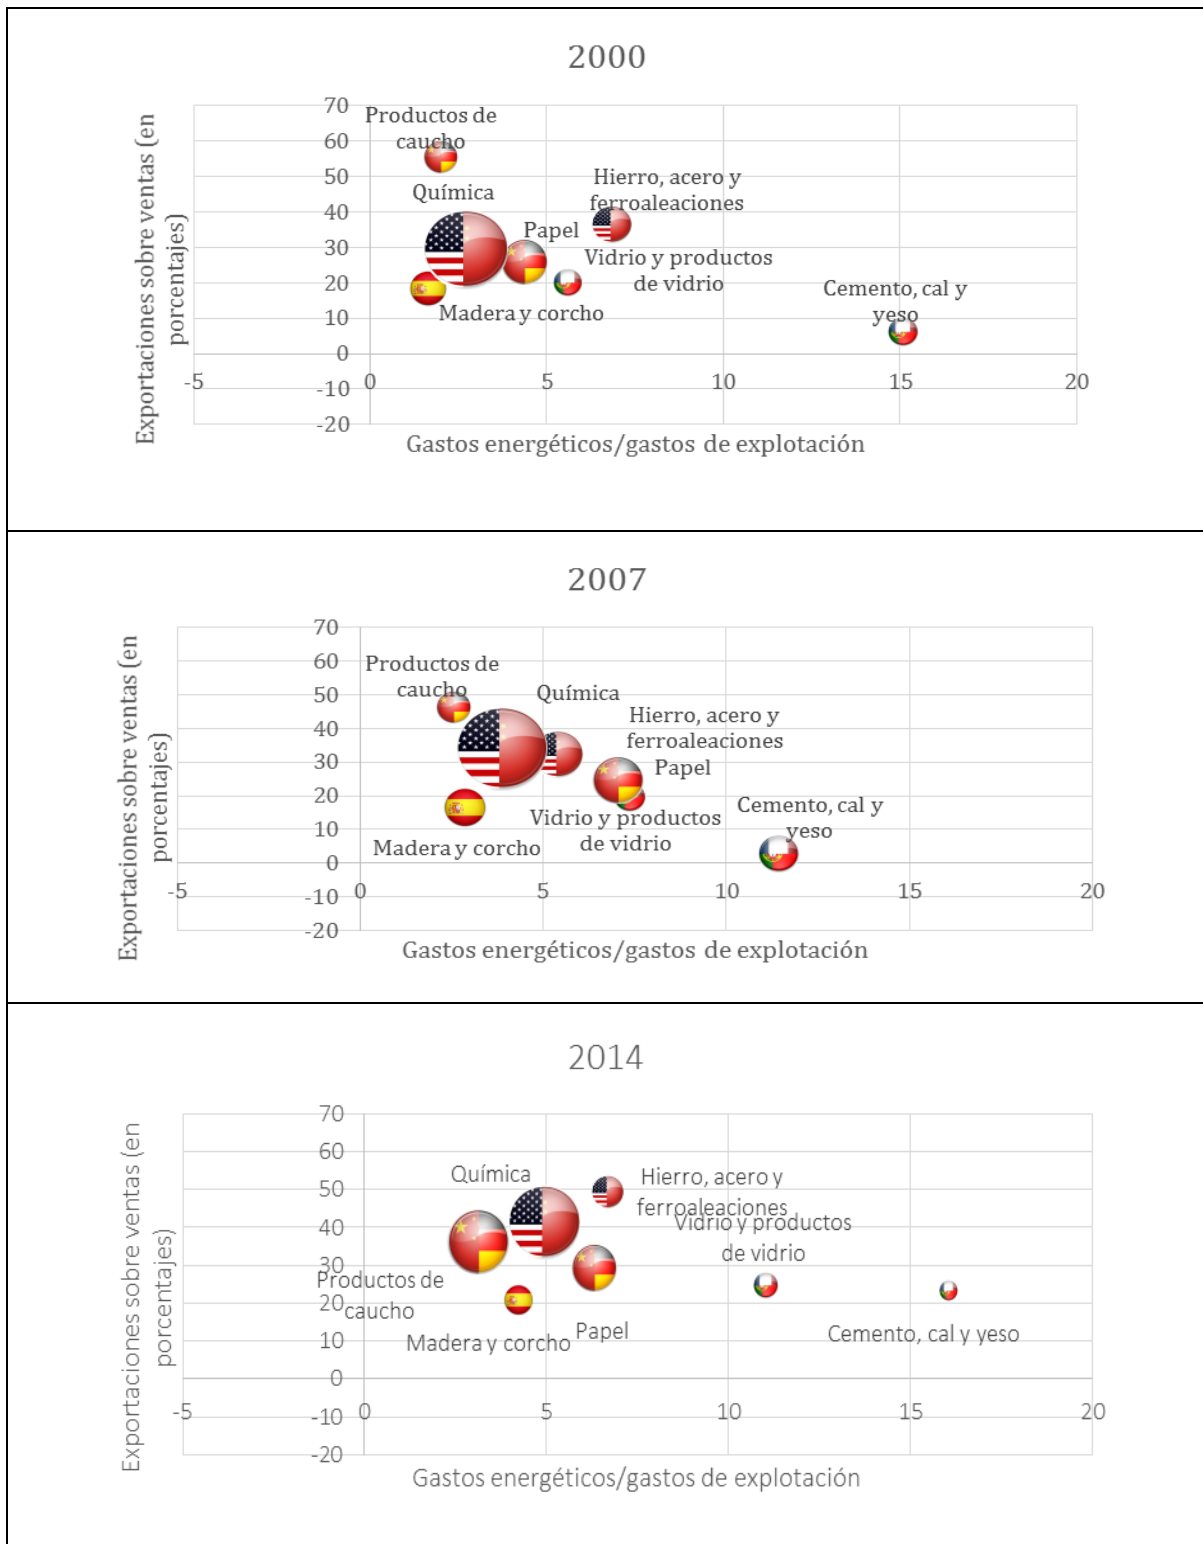 2000
Exportaciones sobre ventas (en
porcentajes)
70
60
50
40
30
20
10
0
-10
-20
Productos de
caucho
Química
Hierro, acero y
ferroaleaciones
Papel
Vidrio y productos
de vidrio
Madera y corcho
Cemento, cal y
yeso
-5
0
5
10
15
20
Gastos energéticos/gastos de explotación
2007
Exportaciones sobre ventas (en
porcentajes)
70
60
50
40
30
20
10
0
-10
-20
Productos de
caucho
Química
Hierro, acero y
ferroaleaciones
Papel
Vidrio y productos
de vidrio
Madera y corcho
Cemento, cal y
yeso
-5
0
5
10
15
20
Gastos energéticos/gastos de explotación
2014
Exportaciones sobre ventas (en
porcentajes)
70
60
50
40
30
20
10
0
-10
-20
Química
Hierro, acero y
ferroaleaciones
Vidrio y productos
de vidrio
Productos de
caucho
Madera y corcho
Papel
Cemento, cal y yeso
-5
0
5
10
15
20
Gastos energéticos/gastos de explotación